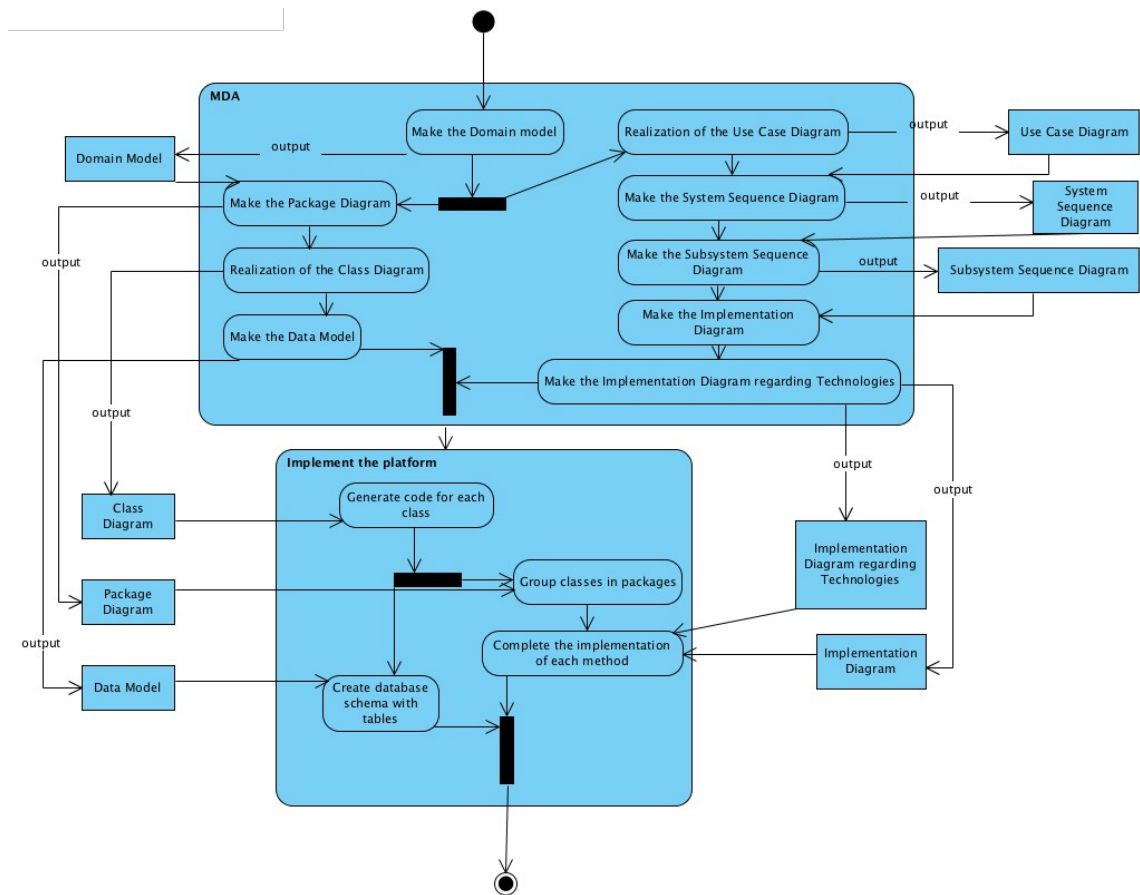 MDA
Make the Domain model
Realization of the Use Case Diagram
output
Use Case Diagram
output
Domain Model
Make the Package Diagram
Make the System Sequence Diagram
output
System
Sequence
Diagram
output
Realization of the Class Diagram
Make the Subsystem Sequence
Diagram
output
Subsystem Sequence Diagram
Make the Data Model
Make the Implementation
Diagram
Make the Implementation Diagram regarding Technologies
output
Implement the platform
output
output
Generate code for each
class
Class
Diagram
Implementation
Diagram regarding
Technologies
Package
Diagram
Group classes in packages
output
Complete the implementation
of each method
Implementation
Diagram
Data Model
Create database
schema with
tables